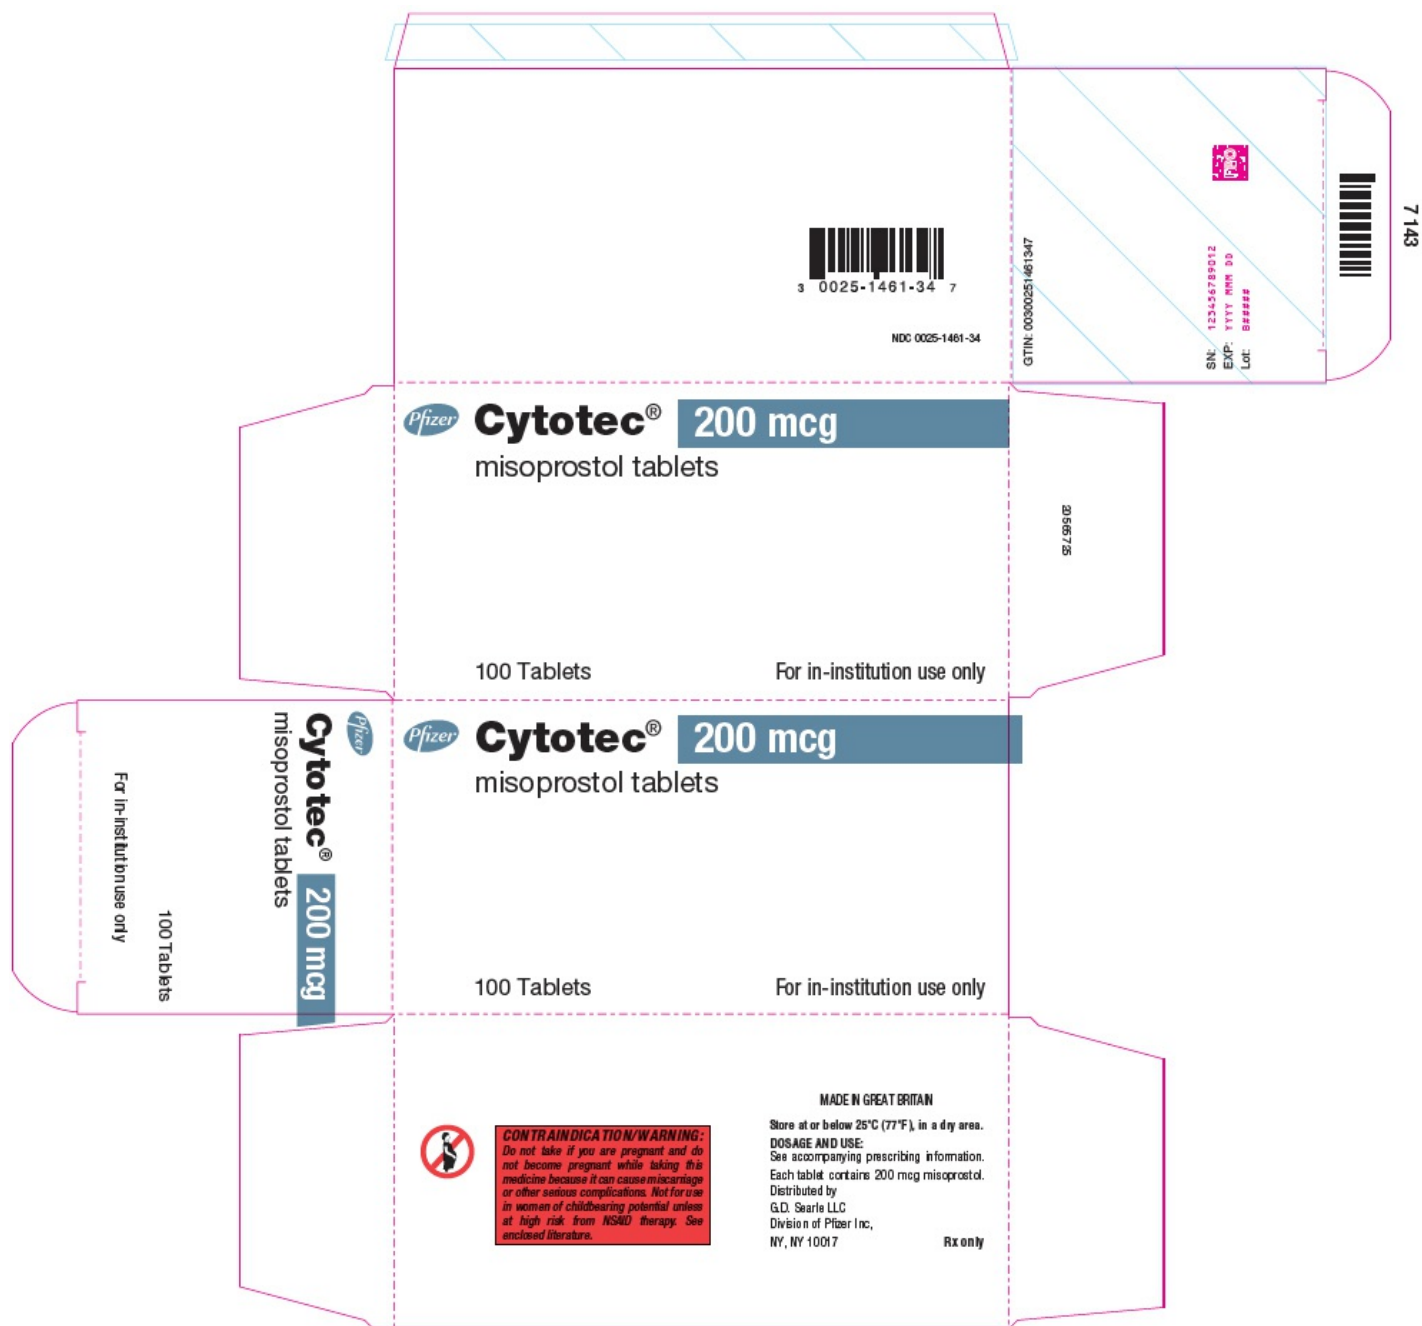 7 143
3 0025-1461-34 7
NDC 0025-1461-34
GTIN: 00300251461347
SN: 123456789012
EXP: YYYY MMM DD
Lot: B#####
Pfizer Cytotec® 200 mcg
misoprostol tablets
100 Tablets For in-institution use only
Pfizer Cytotec® 200 mcg
misoprostol tablets
100 Tablets For in-institution use only
Pfizer
Cytotec® 200 mcg
misoprostol tablets
100 Tablets
For in-institution use only
CONTRAINDICATION/WARNING:
Do not take if you are pregnant and do
not become pregnant while taking this
medicine because it can cause miscarriage
or other serious complications. Not for use
in women of childbearing potential unless
at high risk from NSAID therapy. See
enclosed literature.
MADE IN GREAT BRITAIN
Store at or below 25°C (77°F), in a dry area.
DOSAGE AND USE:
See accompanying prescribing information.
Each tablet contains 200 mcg misoprostol.
Distributed by
G.D. Searle LLC
Division of Pfizer Inc,
NY, NY 10017 Rx only